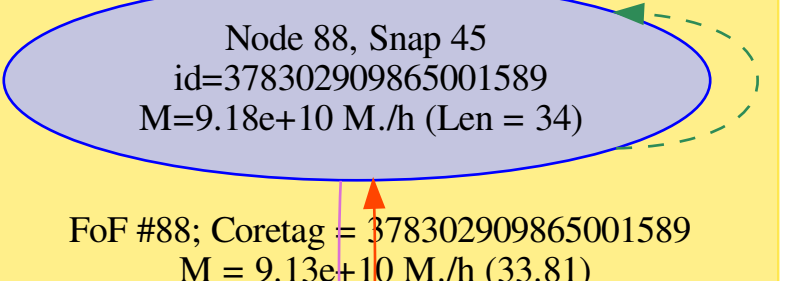 Node 88, Snap 45
id=378302909865001589
M=9.18e+10 M./h (Len = 34)
FoF #88; Coretag = 378302909865001589
M = 9.13e+10 M./h (33.81)